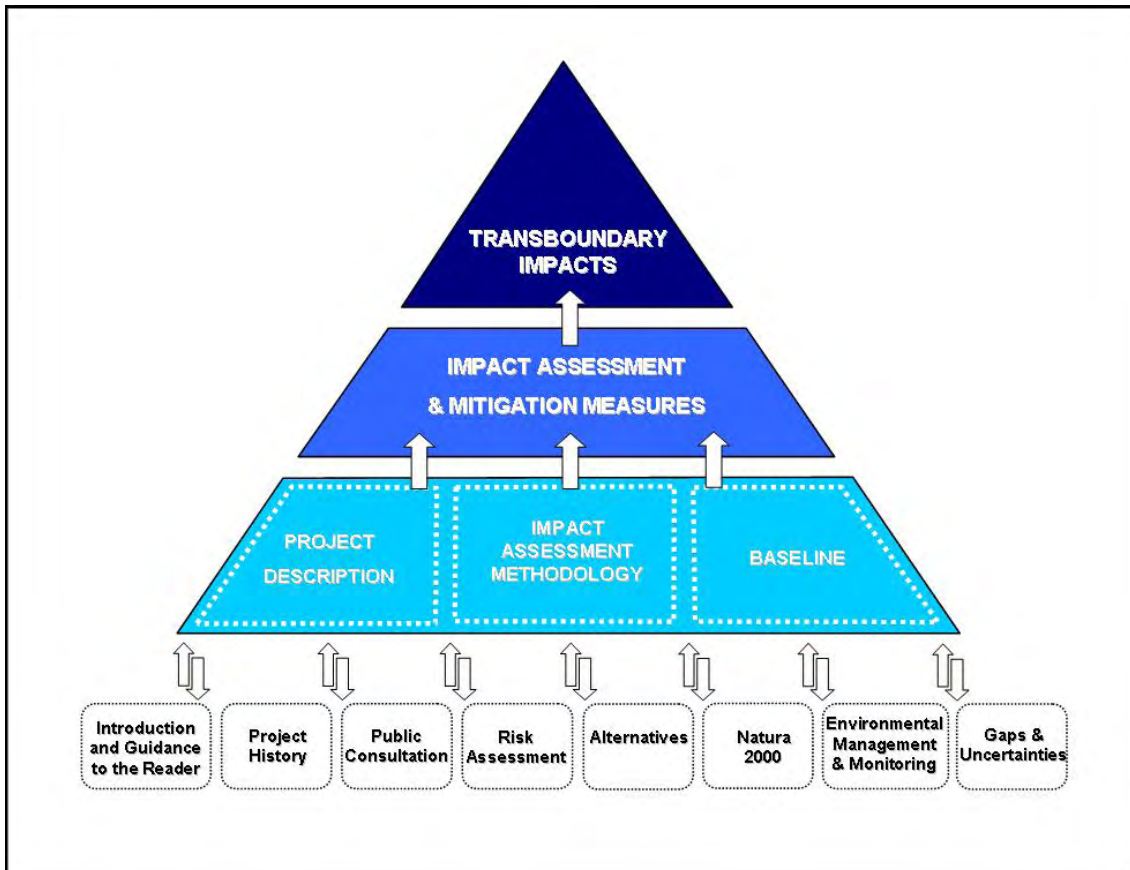 TRANSBOUNDARY
IMPACTS
IMPACT ASSESSMENT
& MITIGATION MEASURES
PROJECT
DESCRIPTION
IMPACT
ASSESSMENT
METHODOLOGY
BASELINE
Introduction
and Guidance
to the Reader
Project
History
Public
Consultation
Risk
Assessment
Alternatives
Natura
2000
Environmental
Management
& Monitoring
Gaps &
Uncertainties